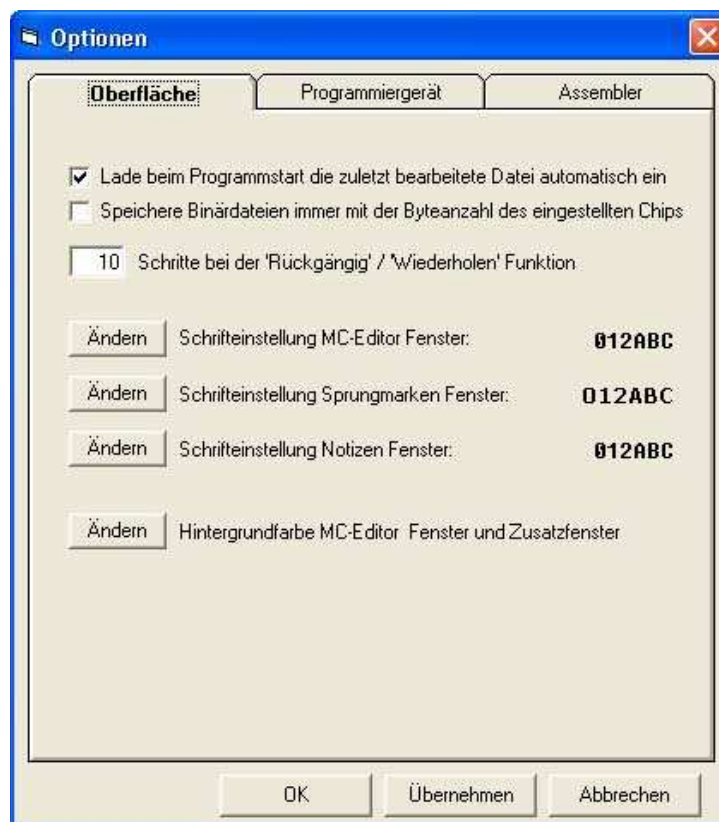 Optionen
Oberfläche Programmiergerät Assembler
Lade beim Programmstart die zuletzt bearbeitete Datei automatisch ein
Speichere Binärdateien immer mit der Byteanzahl des eingestellten Chips
10 Schritte bei der 'Rückgängig' / 'Wiederholen' Funktion
Ändern Schrifteinstellung MC-Editor Fenster: 012ABC
Ändern Schrifteinstellung Sprungmarken Fenster: 012ABC
Ändern Schrifteinstellung Notizen Fenster: 012ABC
Ändern Hintergrundfarbe MC-Editor Fenster und Zusatzfenster
OK Übernehmen Abbrechen